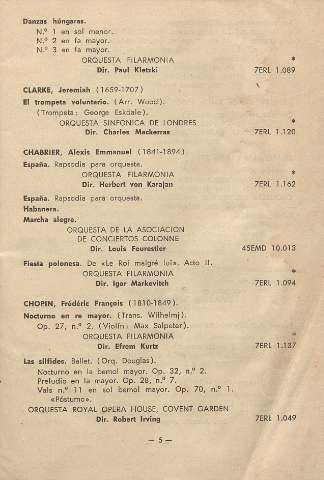 Danzas húngaras.
N.º 1 en sol menor.
N.º 2 en fa mayor.
N.º 3 en fa mayor.
ORQUESTA FILARMONIA *
Dir. Paul Kletzki 7ERL 1.089
CLARKE, Jeremiah (1659-1707)
El trompeta voluntario. (Arr. Wood).
(Trompeta: George Eskdale).
ORQUESTA SINFONICA DE LONDRES *
Dir. Charles Mackerras 7ERL 1.120
CHABRIER, Alexis Emmanuel (1841-1894)
España. Rapsodia para orquesta.
ORQUESTA FILARMONIA *
Dir. Herbert von Karajan 7ERL 1.162
España. Rapsodia para orquesta.
Habanera.
Marcha alegre.
ORQUESTA DE LA ASOCIACION
DE CONCIERTOS COLONNE
Dir. Louis Fourestier 45EMD 10.015
Fiesta polonesa. De «Le Roi malgré lui». Acto II.
ORQUESTA FILARMONIA *
Dir. Igor Markevitch 7ERL 1.094
CHOPIN, Frédéric François (1810-1849).
Nocturno en re mayor. (Trans. Wilhelmj).
Op. 27, n.º 2. (Violín: Max Salpeter).
ORQUESTA FILARMONIA *
Dir. Efrem Kurtz 7ERL 1.137
Las sílfides. Ballet. (Orq. Douglas).
Nocturno en la bemol mayor. Op. 32, n.º 2.
Preludio en la mayor. Op. 28, n.º 7.
Vals n.º 11 en sol bemol mayor. Op. 70, n.º 1.
«Póstumo».
ORQUESTA ROYAL OPERA HOUSE, COVENT GARDEN *
Dir. Robert Irving 7ERL 1.049
— 5 —